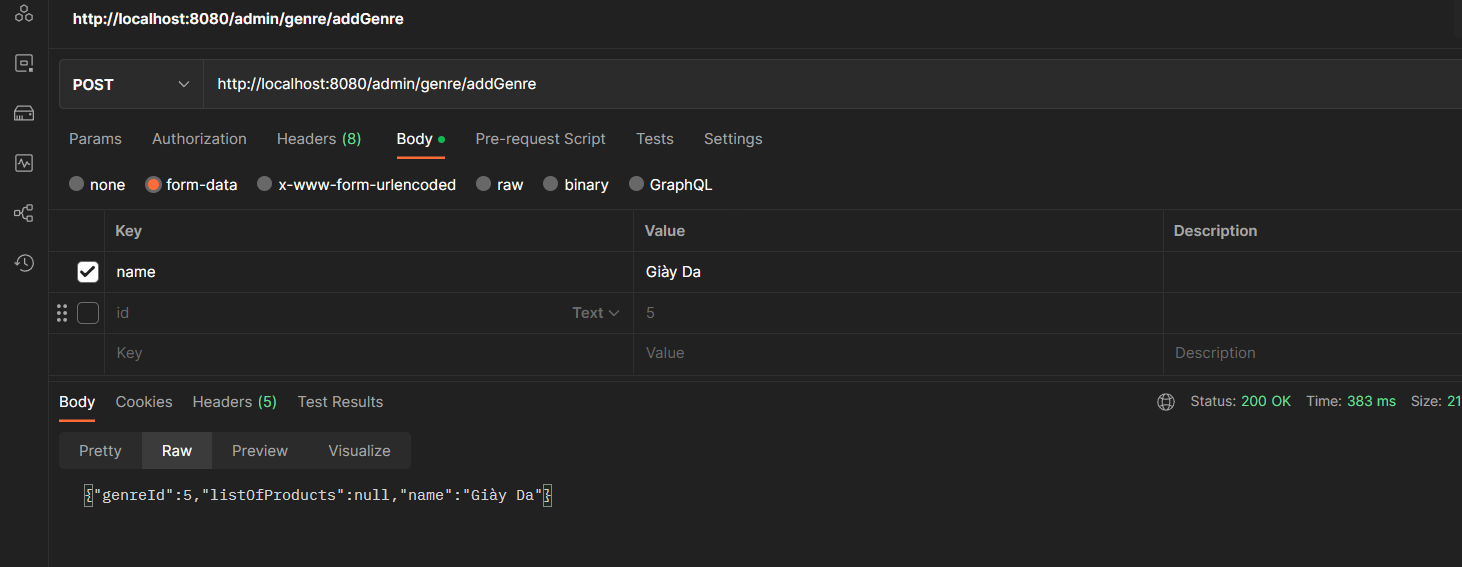 http://localhost:8080/admin/genre/addGenre
POST http://localhost:8080/admin/genre/addGenre
Params Authorization Headers (8) Body Pre-request Script Tests Settings
none form-data x-www-form-urlencoded raw binary GraphQL
Key Value Description
name Giày Da
id Text 5
Key Value Description
Body Cookies Headers (5) Test Results Status: 200 OK Time: 383 ms Size: 21
Pretty Raw Preview Visualize
{"genreId":5,"listOfProducts":null,"name":"Giày Da"}